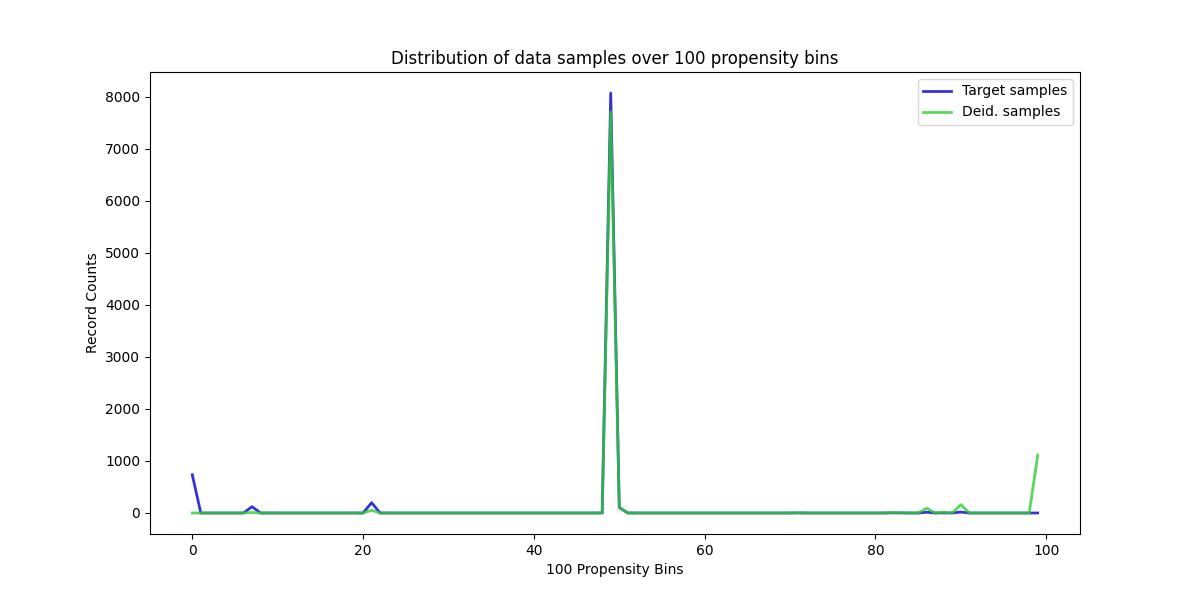 Distribution of data samples over 100 propensity bins
Target samples
Deid. samples
8000
7000
6000
5000
4000
3000
2000
1000
0
Record Counts
0 20 40 60 80 100
100 Propensity Bins